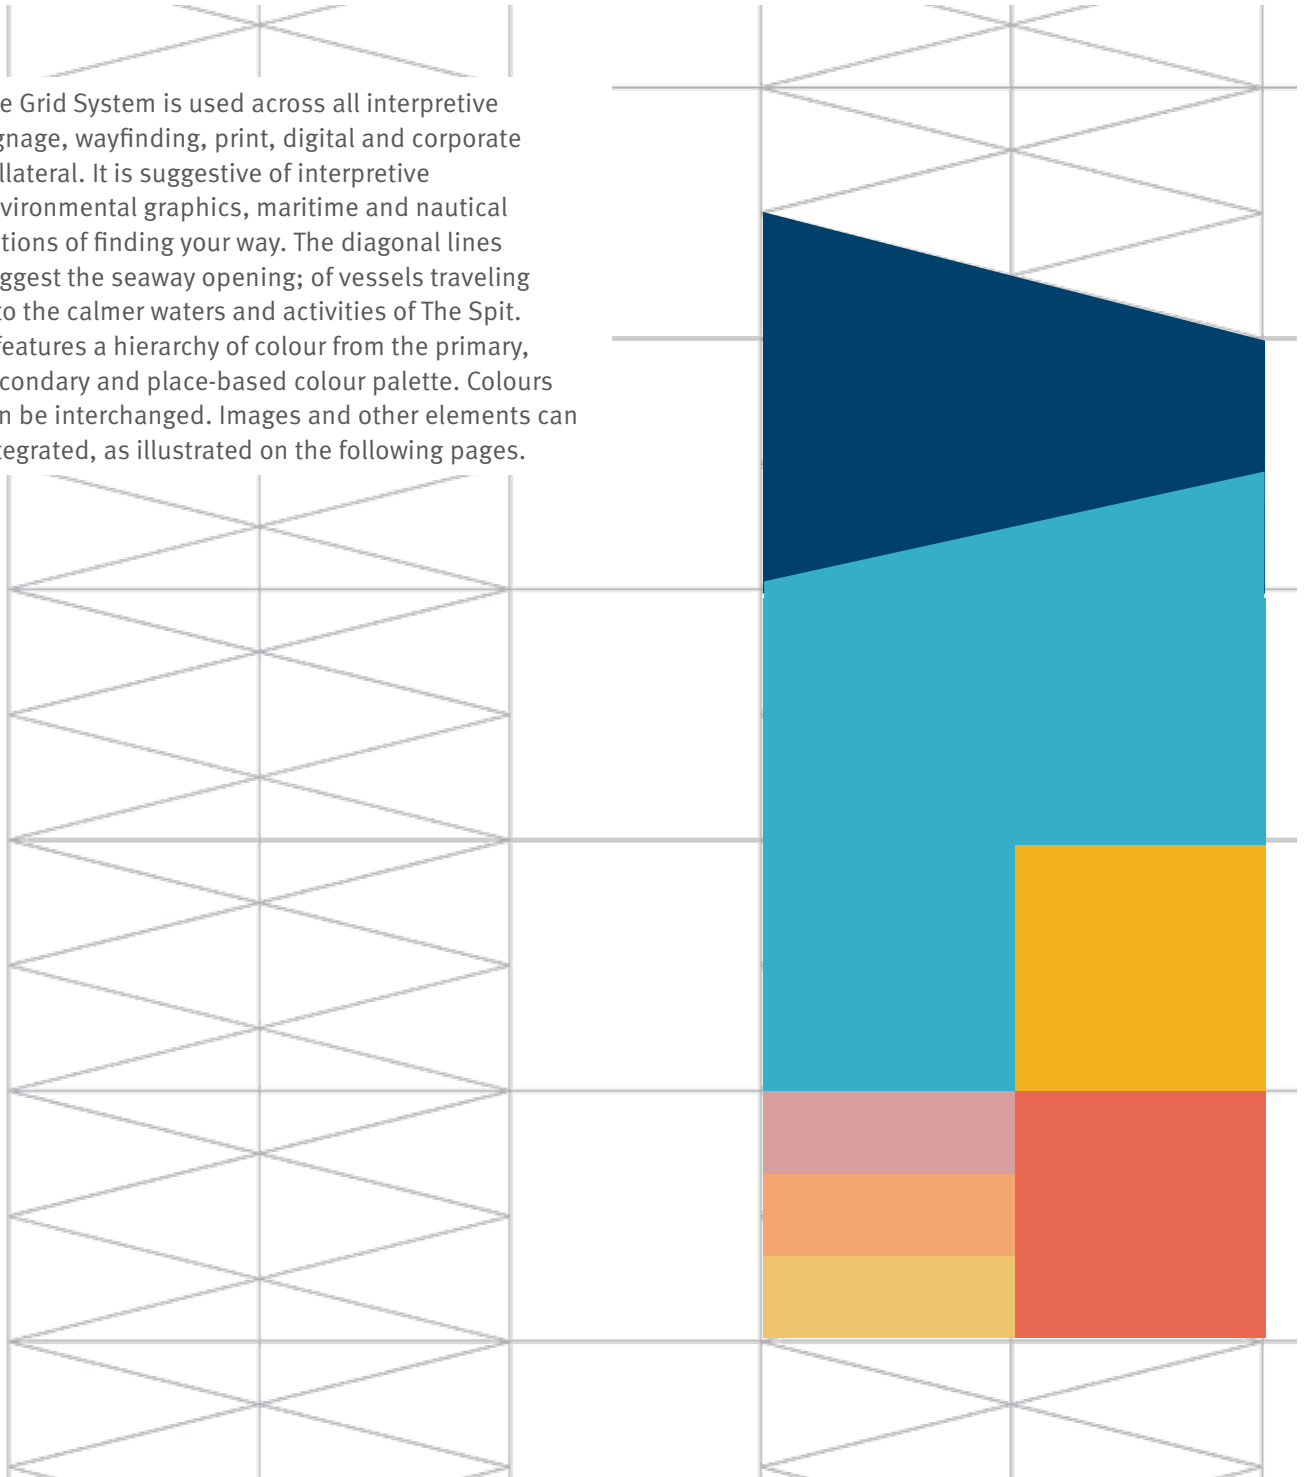 e Grid System is used across all interpretive
gnage, wayfinding, print, digital and corporate
llateral. It is suggestive of interpretive
vironmental graphics, maritime and nautical
tions of finding your way. The diagonal lines
ggest the seaway opening; of vessels traveling
to the calmer waters and activities of The Spit.
features a hierarchy of colour from the primary,
condary and place-based colour palette. Colours
n be interchanged. Images and other elements can
tegrated, as illustrated on the following pages.